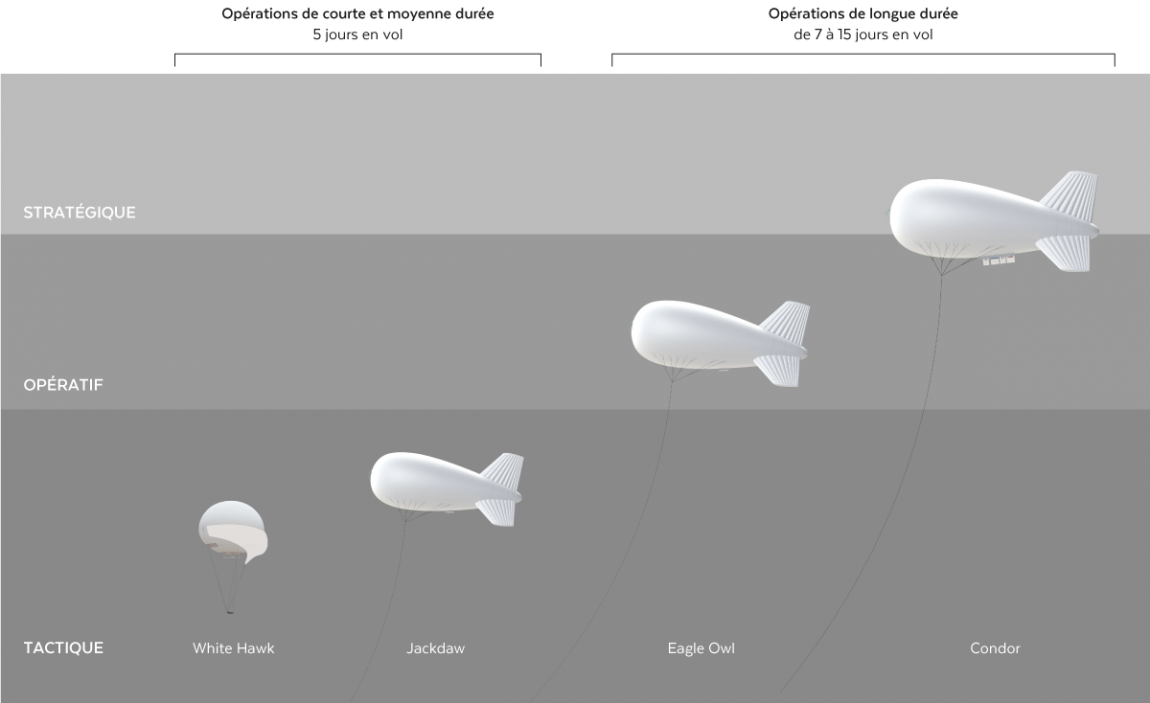 Opérations de courte et moyenne durée
5 jours en vol
Opérations de longue durée
de 7 à 15 jours en vol
STRATÉGIQUE
OPÉRATIF
TACTIQUE
White Hawk
Jackdaw
Eagle Owl
Condor